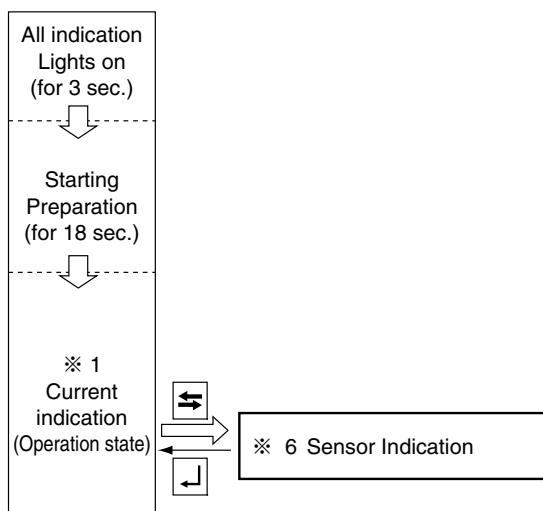 All indication
Lights on
(for 3 sec.)
Starting
Preparation
(for 18 sec.)
※ 1
Current
indication
(Operation state)
※ 6 Sensor Indication